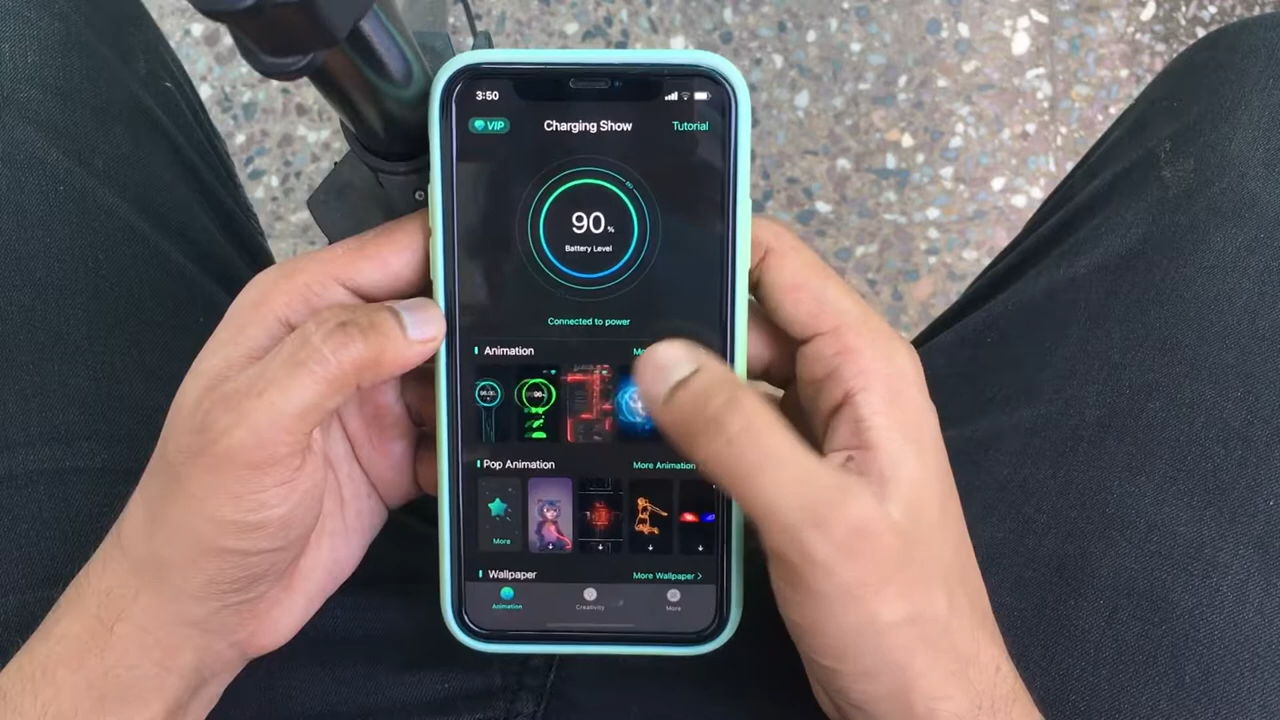 3:50
VIP
Charging Show
Tutorial
90%
Battery Level
Connected to power
Animation
Pop Animation
More Animation
More
Wallpaper
More Wallpaper >
Animation
Creativity
More